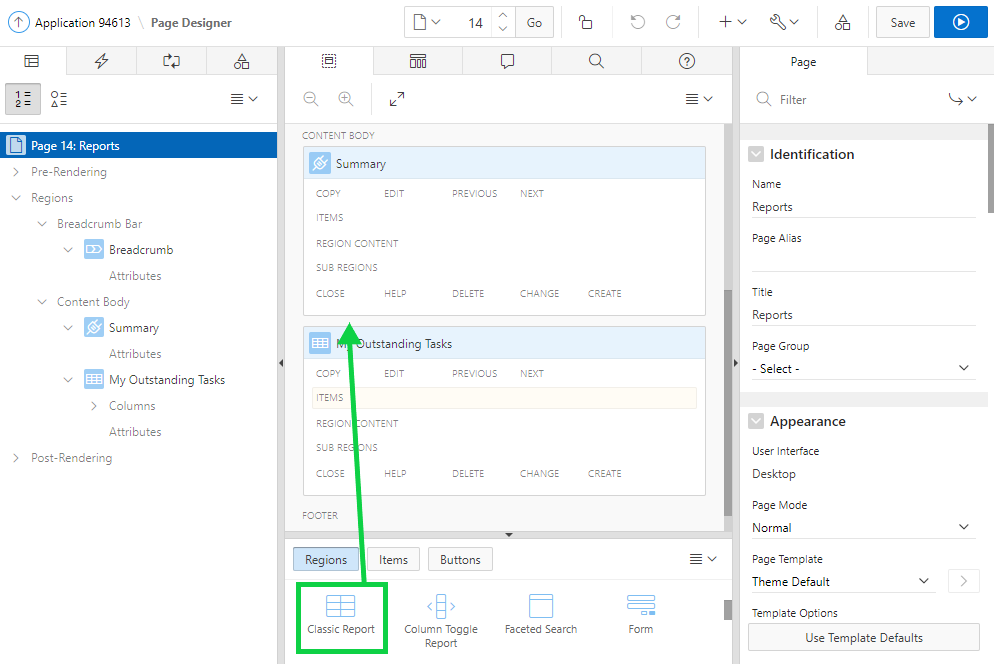 Application 94613 \ Page Designer
14
Go
Save
Page
1
2
Filter
Page 14: Reports
Pre-Rendering
Regions
Breadcrumb Bar
Breadcrumb
Attributes
Content Body
Summary
Attributes
My Outstanding Tasks
Columns
Attributes
Post-Rendering
CONTENT BODY
Summary
COPY EDIT PREVIOUS NEXT
ITEMS
REGION CONTENT
SUB REGIONS
CLOSE HELP DELETE CHANGE CREATE
My Outstanding Tasks
COPY EDIT PREVIOUS NEXT
ITEMS
REGION CONTENT
SUB REGIONS
CLOSE HELP DELETE CHANGE CREATE
FOOTER
Regions Items Buttons
Classic Report
Column Toggle
Report
Faceted Search
Form
Identification
Name
Reports
Page Alias
Title
Reports
Page Group
- Select -
Appearance
User Interface
Desktop
Page Mode
Normal
Page Template
Theme Default
Template Options
Use Template Defaults